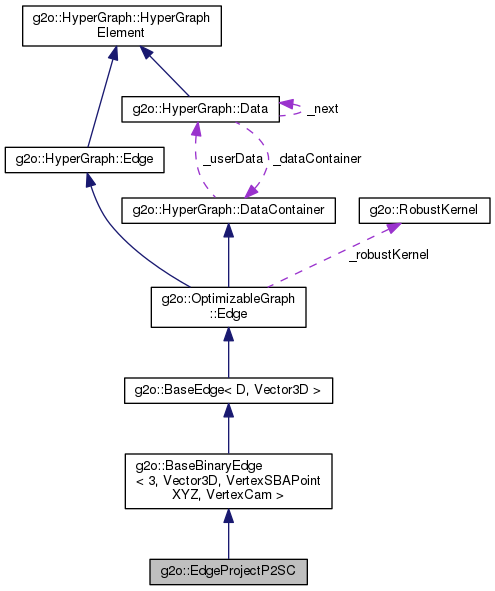 g2o::HyperGraph::HyperGraph
Element
g2o::HyperGraph::Data
_next
g2o::HyperGraph::Edge
_userData
_dataContainer
g2o::HyperGraph::DataContainer
g2o::RobustKernel
_robustKernel
g2o::OptimizableGraph
::Edge
g2o::BaseEdge< D, Vector3D >
g2o::BaseBinaryEdge
< 3, Vector3D, VertexSBAPoint
XYZ, VertexCam >
g2o::EdgeProjectP2SC